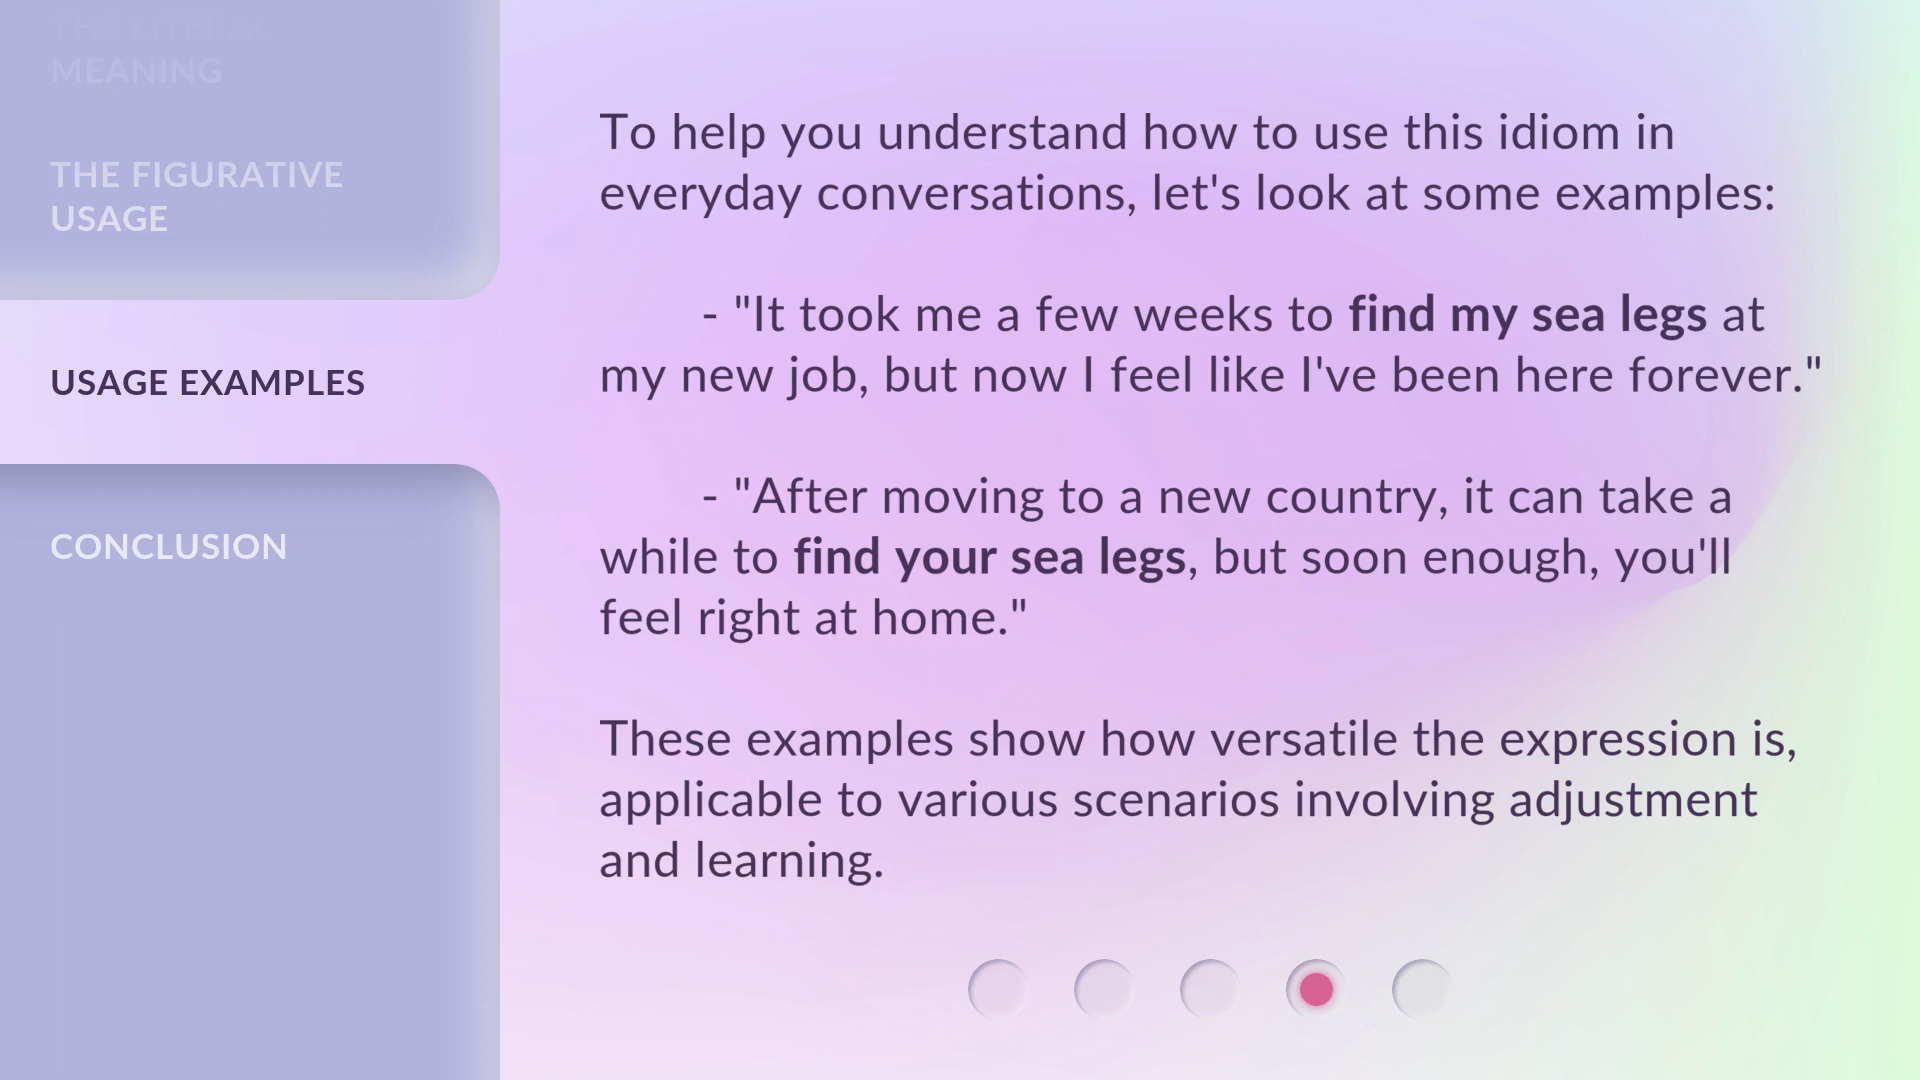 THE LITERAL
MEANING
THE FIGURATIVE
USAGE
USAGE EXAMPLES
CONCLUSION
To help you understand how to use this idiom in
everyday conversations, let's look at some examples:
- "It took me a few weeks to find my sea legs at
my new job, but now I feel like I've been here forever."
- "After moving to a new country, it can take a
while to find your sea legs, but soon enough, you'll
feel right at home."
These examples show how versatile the expression is,
applicable to various scenarios involving adjustment
and learning.